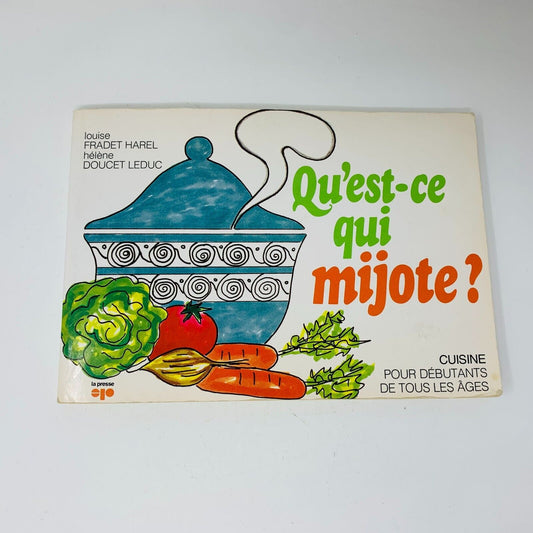 louise
FRADET HAREL
hélène
DOUCET LEDUC
Qu'est-ce
qui
mijote?
CUISINE
POUR DÉBUTANTS
DE TOUS LES ÂGES
la presse